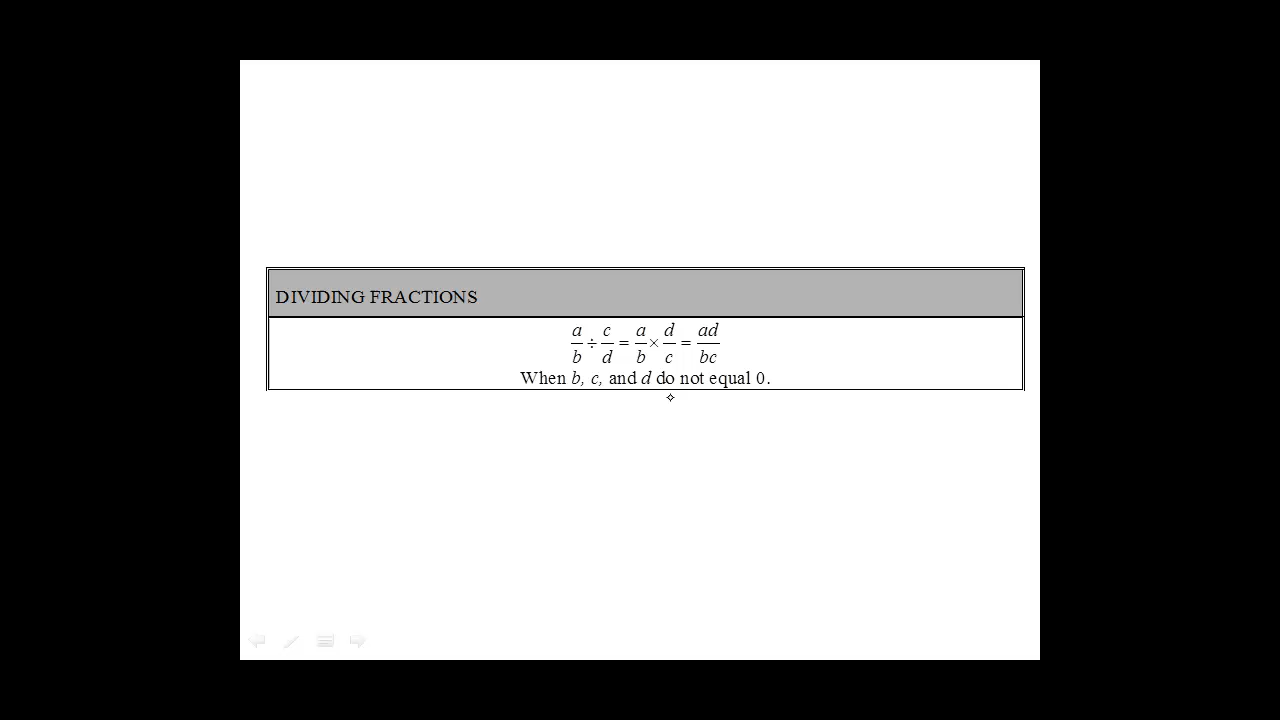 DIVIDING FRACTIONS
a/b ÷ c/d = a/b × d/c = ad/bc
When b, c, and d do not equal 0.